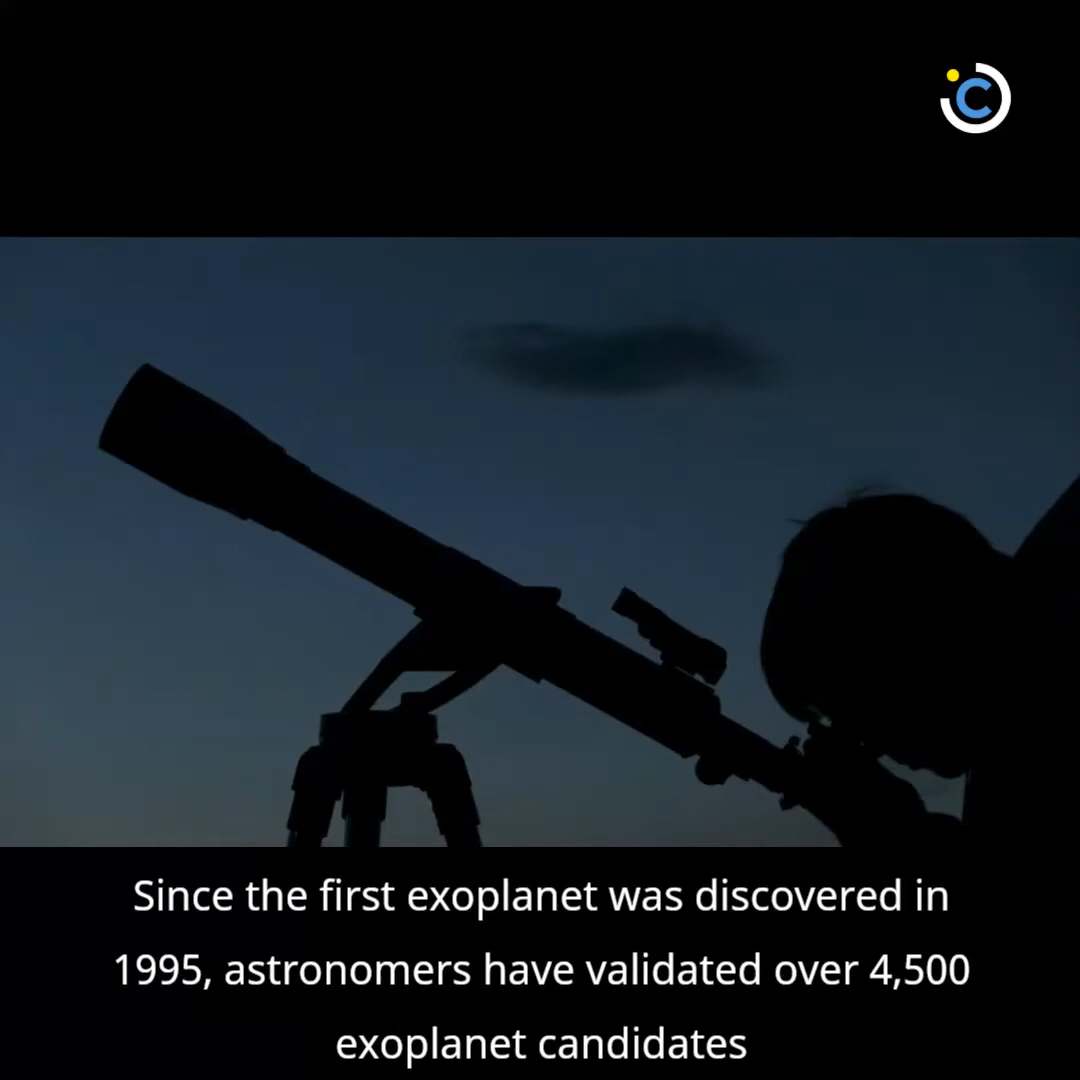 Since the first exoplanet was discovered in
1995, astronomers have validated over 4,500
exoplanet candidates